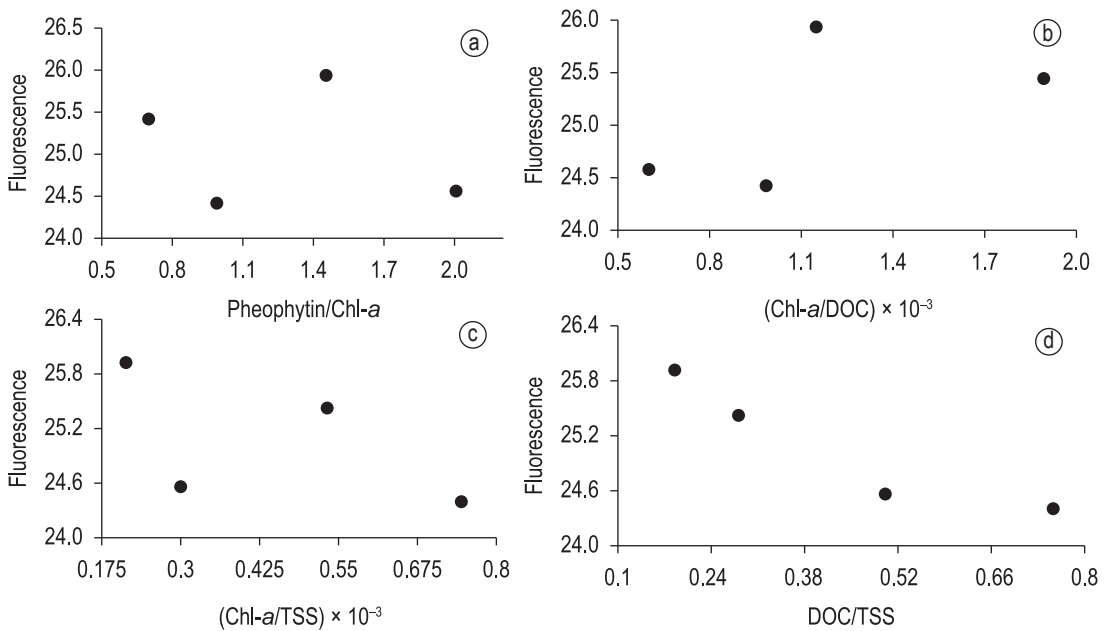 26.5
26.0
25.5
25.0
24.5
24.0
Fluorescence
a
0.5 0.8 1.1 1.4 1.7 2.0
Pheophytin/Chl-a
26.0
25.5
25.0
24.5
24.0
Fluorescence
b
0.5 0.8 1.1 1.4 1.7 2.0
(Chl-a/DOC) × 10⁻³
26.4
25.8
25.2
24.6
24.0
Fluorescence
c
0.175 0.3 0.425 0.55 0.675 0.8
(Chl-a/TSS) × 10⁻³
26.4
25.8
25.2
24.6
24.0
Fluorescence
d
0.1 0.24 0.38 0.52 0.66 0.8
DOC/TSS